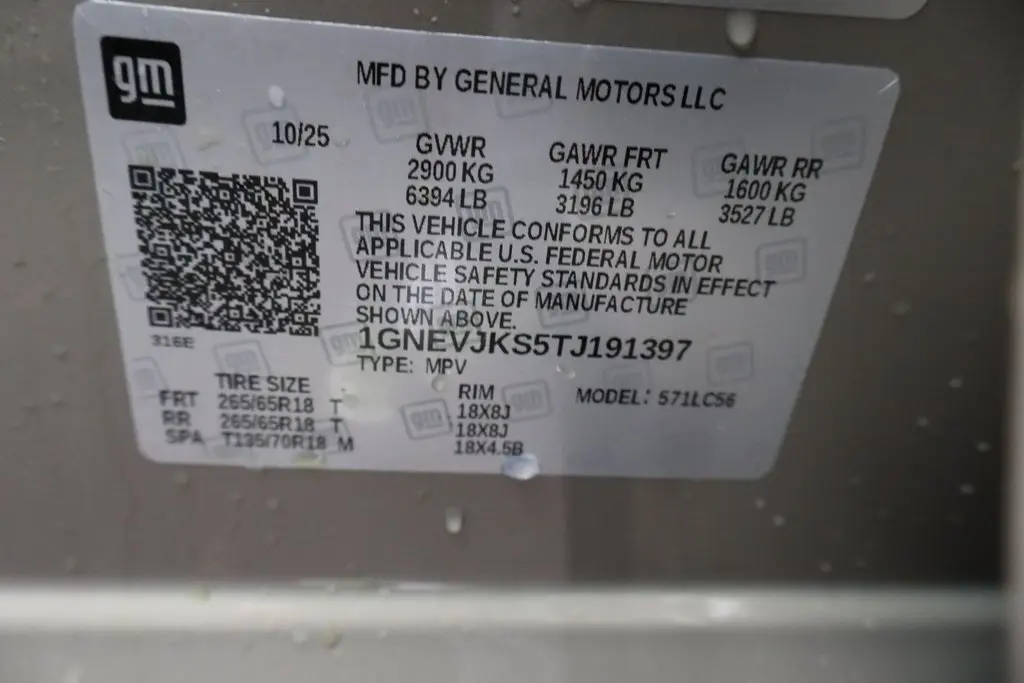 gm
MFD BY GENERAL MOTORS LLC
10/25
GVWR GAWR FRT GAWR RR
2900 KG 1450 KG 1600 KG
6394 LB 3196 LB 3527 LB
THIS VEHICLE CONFORMS TO ALL
APPLICABLE U.S. FEDERAL MOTOR
VEHICLE SAFETY STANDARDS IN EFFECT
ON THE DATE OF MANUFACTURE
SHOWN ABOVE.
316E
1GNEVJKS5TJ191397
TYPE: MPV
TIRE SIZE RIM MODEL: 571LC56
FRT 265/65R18 T 18X8J
RR 265/65R18 T 18X8J
SPA T135/70R18 M 18X4.5B